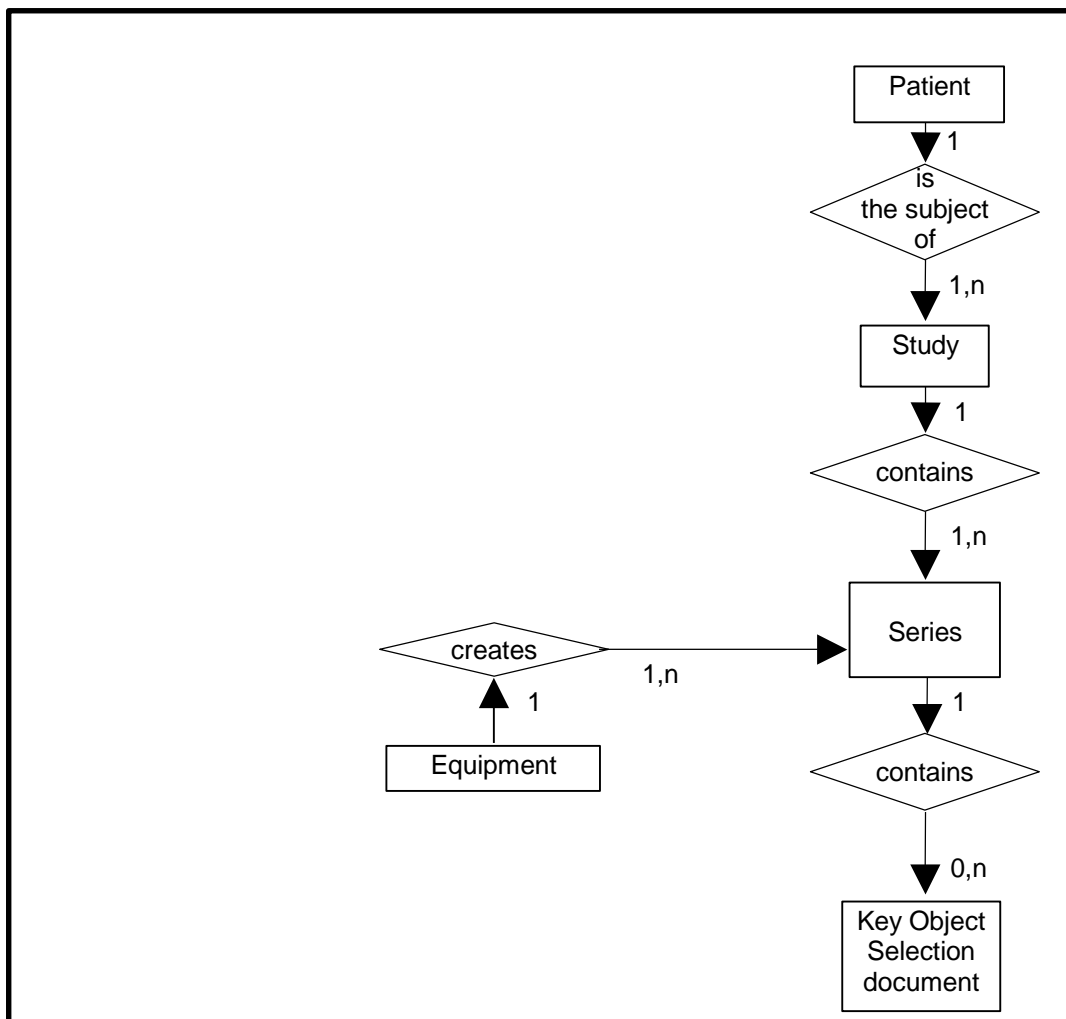 Patient
1
is
the subject
of
1,n
Study
1
contains
1,n
Series
creates
1,n
1
1
Equipment
contains
0,n
Key Object
Selection
document